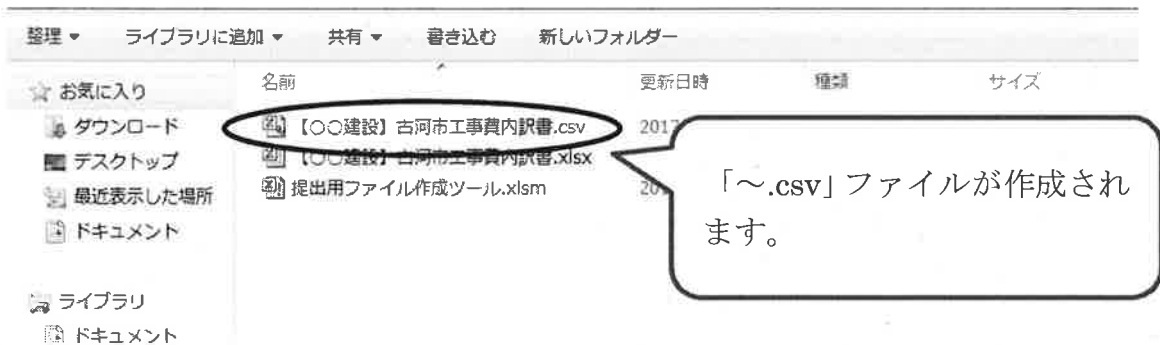 整理 ライブラリに追加 共有 書き込む 新しいフォルダー
お気に入り
ダウンロード
デスクトップ
最近表示した場所
ドキュメント
ライブラリ
ドキュメント
名前 更新日時 種類 サイズ
【○○建設】古河市工事費内訳書.csv 2017
【○○建設】古河市工事費内訳書.xlsx
提出用ファイル作成ツール.xlsm 20
「～.csv」ファイルが作成され
ます。